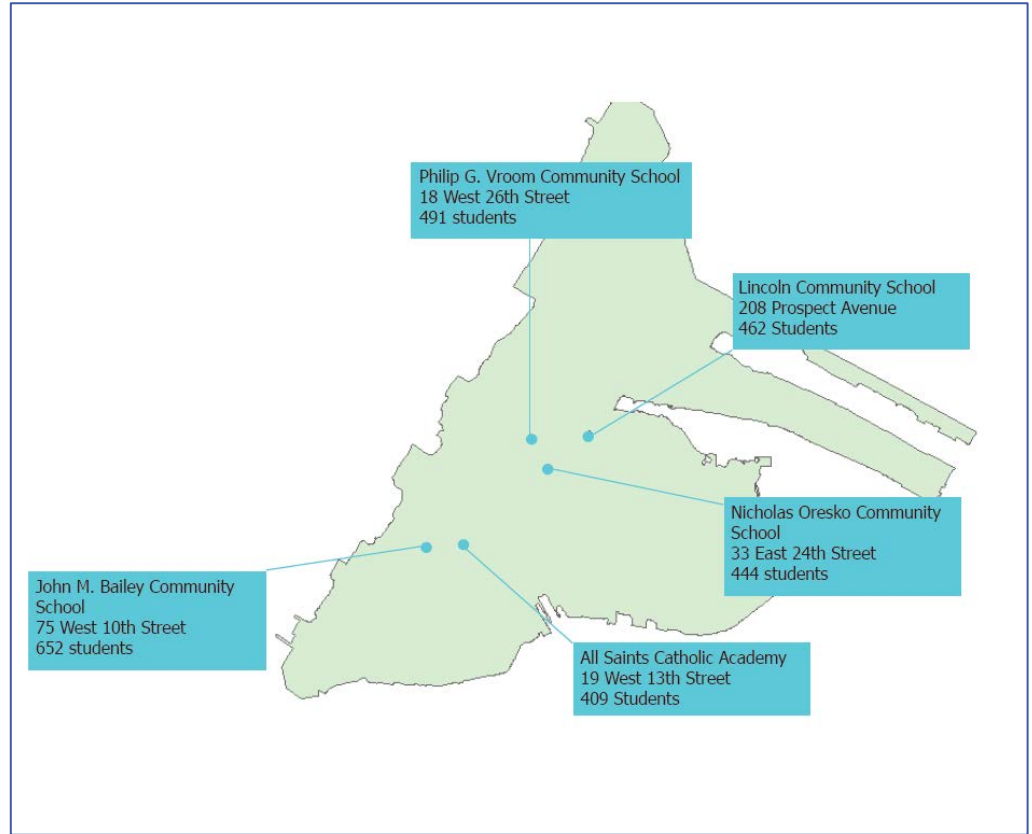 Philip G. Vroom Community School
18 West 26th Street
491 students
Lincoln Community School
208 Prospect Avenue
462 Students
Nicholas Oresko Community
School
33 East 24th Street
444 students
John M. Bailey Community
School
75 West 10th Street
652 students
All Saints Catholic Academy
19 West 13th Street
409 Students